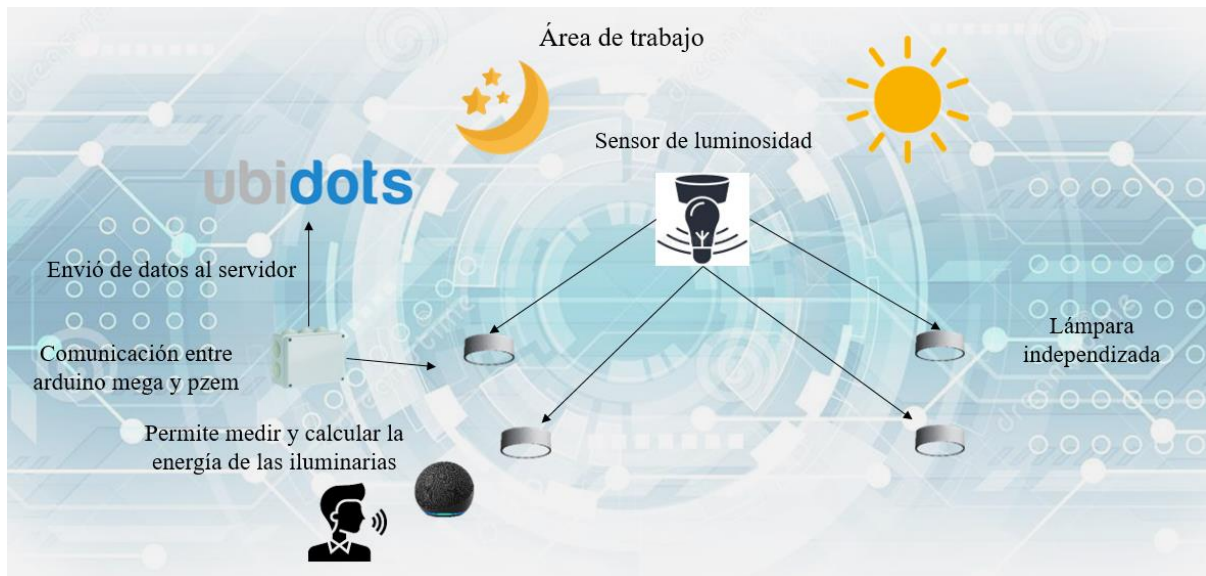 Área de trabajo
Sensor de luminosidad
ubidots
Envió de datos al servidor
Comunicación entre
arduino mega y pzem
Lámpara
independizada
Permite medir y calcular la
energía de las iluminarias